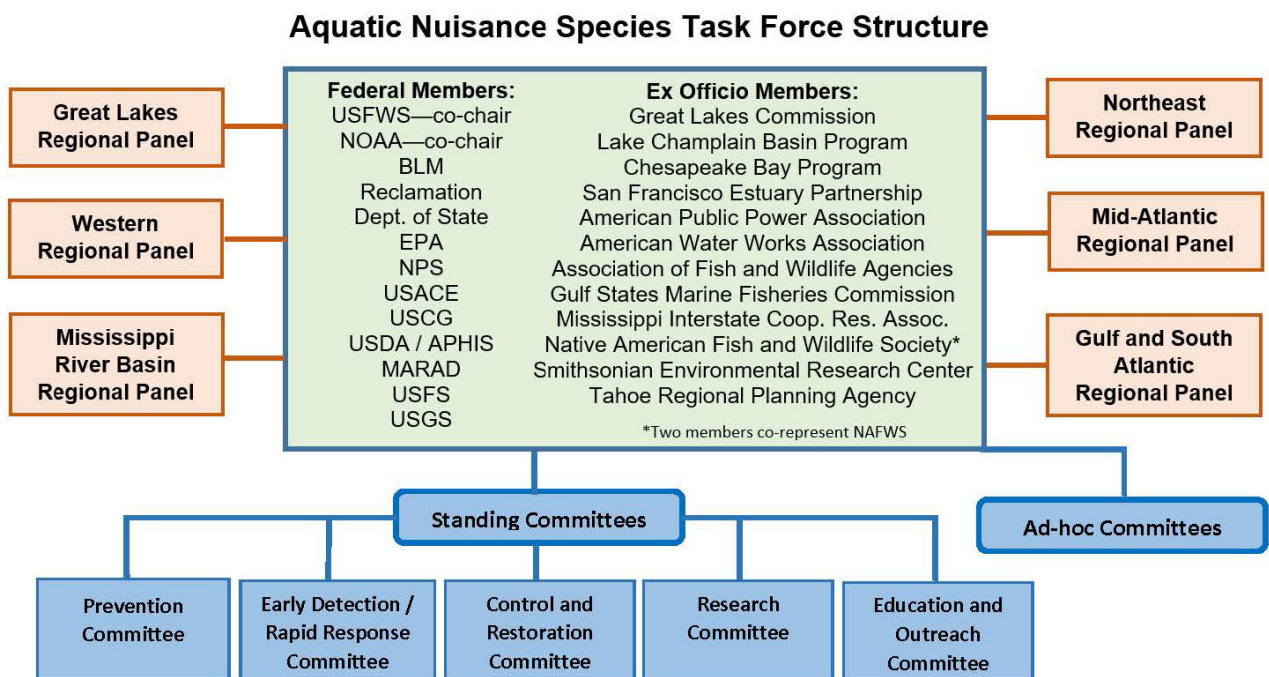 Aquatic Nuisance Species Task Force Structure
Great Lakes
Regional Panel
Western
Regional Panel
Mississippi
River Basin
Regional Panel
Federal Members:
USFWS—co-chair
NOAA—co-chair
BLM
Reclamation
Dept. of State
EPA
NPS
USACE
USCG
USDA / APHIS
MARAD
USFS
USGS
Ex Officio Members:
Great Lakes Commission
Lake Champlain Basin Program
Chesapeake Bay Program
San Francisco Estuary Partnership
American Public Power Association
American Water Works Association
Association of Fish and Wildlife Agencies
Gulf States Marine Fisheries Commission
Mississippi Interstate Coop. Res. Assoc.
Native American Fish and Wildlife Society*
Smithsonian Environmental Research Center
Tahoe Regional Planning Agency
*Two members co-represent NAFWS
Northeast
Regional Panel
Mid-Atlantic
Regional Panel
Gulf and South
Atlantic
Regional Panel
Standing Committees
Ad-hoc Committees
Prevention
Committee
Early Detection /
Rapid Response
Committee
Control and
Restoration
Committee
Research
Committee
Education and
Outreach
Committee